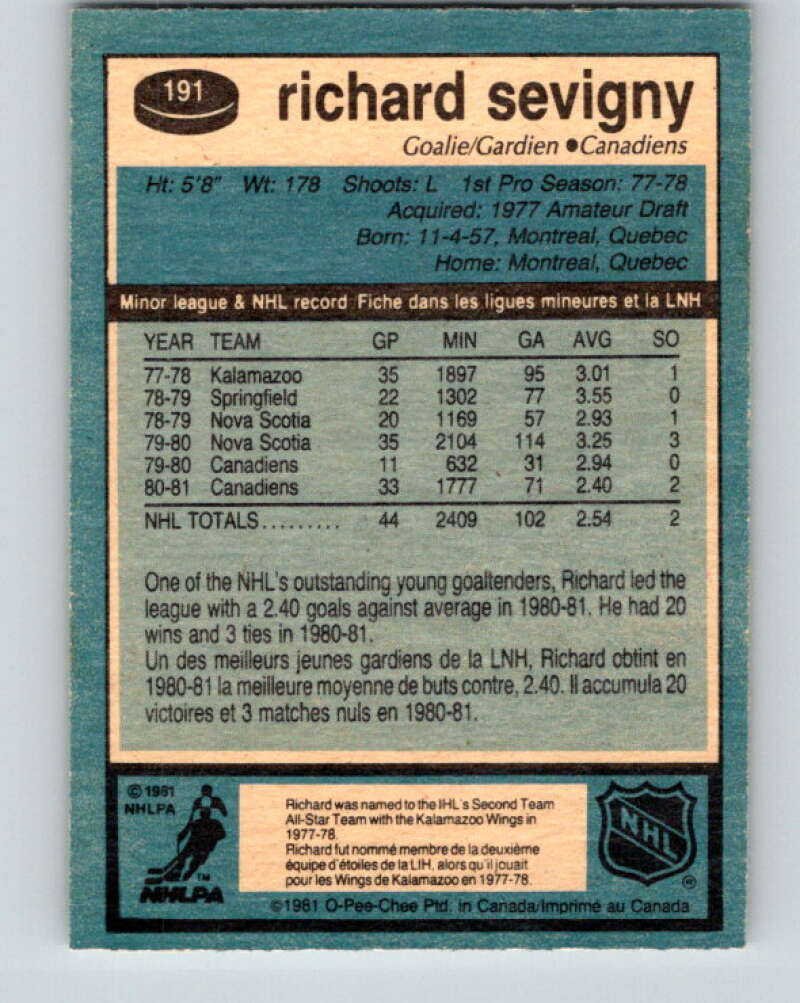 191
richard sevigny
Goalie/Gardien ●Canadiens
Ht: 5'8" Wt: 178 Shoots: L 1st Pro Season: 77-78
Acquired: 1977 Amateur Draft
Born: 11-4-57, Montreal, Quebec
Home: Montreal, Quebec
Minor league & NHL record Fiche dans les ligues mineures et la LNH
YEAR TEAM GP MIN GA AVG SO
77-78 Kalamazoo 35 1897 95 3.01 1
78-79 Springfield 22 1302 77 3.55 0
78-79 Nova Scotia 20 1169 57 2.93 1
79-80 Nova Scotia 35 2104 114 3.25 3
79-80 Canadiens 11 632 31 2.94 0
80-81 Canadiens 33 1777 71 2.40 2
NHL TOTALS......... 44 2409 102 2.54 2
One of the NHL's outstanding young goaltenders, Richard led the
league with a 2.40 goals against average in 1980-81. He had 20
wins and 3 ties in 1980-81.
Un des meilleurs jeunes gardiens de la LNH, Richard obtint en
1980-81 la meilleure moyenne de buts contre, 2.40. Il accumula 20
victoires et 3 matches nuls en 1980-81.
© 1981
NHLPA
TM
NHLPA
Richard was named to the IHL's Second Team
All-Star Team with the Kalamazoo Wings in
1977-78.
Richard fut nommé membre de la deuxième
équipe d'étoiles de la LIH, alors qu'il jouait
pour les Wings de Kalamazoo en 1977-78.
NHL
®
©1981 O-Pee-Chee Ptd. in Canada/Imprimé au Canada